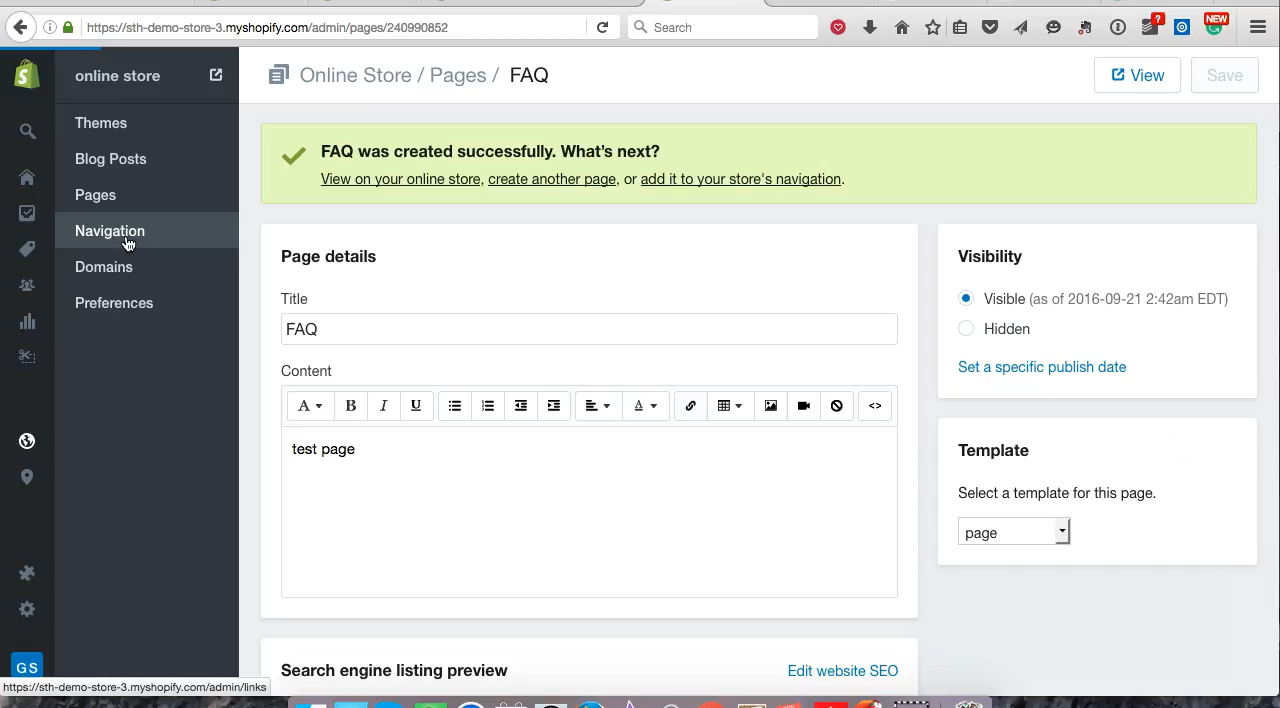 https://sth-demo-store-3.myshopify.com/admin/pages/240990852
Search
?
NEW
online store
Themes
Blog Posts
Pages
Navigation
Domains
Preferences
GS
Online Store / Pages / FAQ
View
Save
FAQ was created successfully. What's next?
View on your online store, create another page, or add it to your store's navigation.
Page details
Title
FAQ
Content
A B I U A <>
test page
Search engine listing preview
Edit website SEO
Visibility
Visible (as of 2016-09-21 2:42am EDT)
Hidden
Set a specific publish date
Template
Select a template for this page.
page
https://sth-demo-store-3.myshopify.com/admin/links